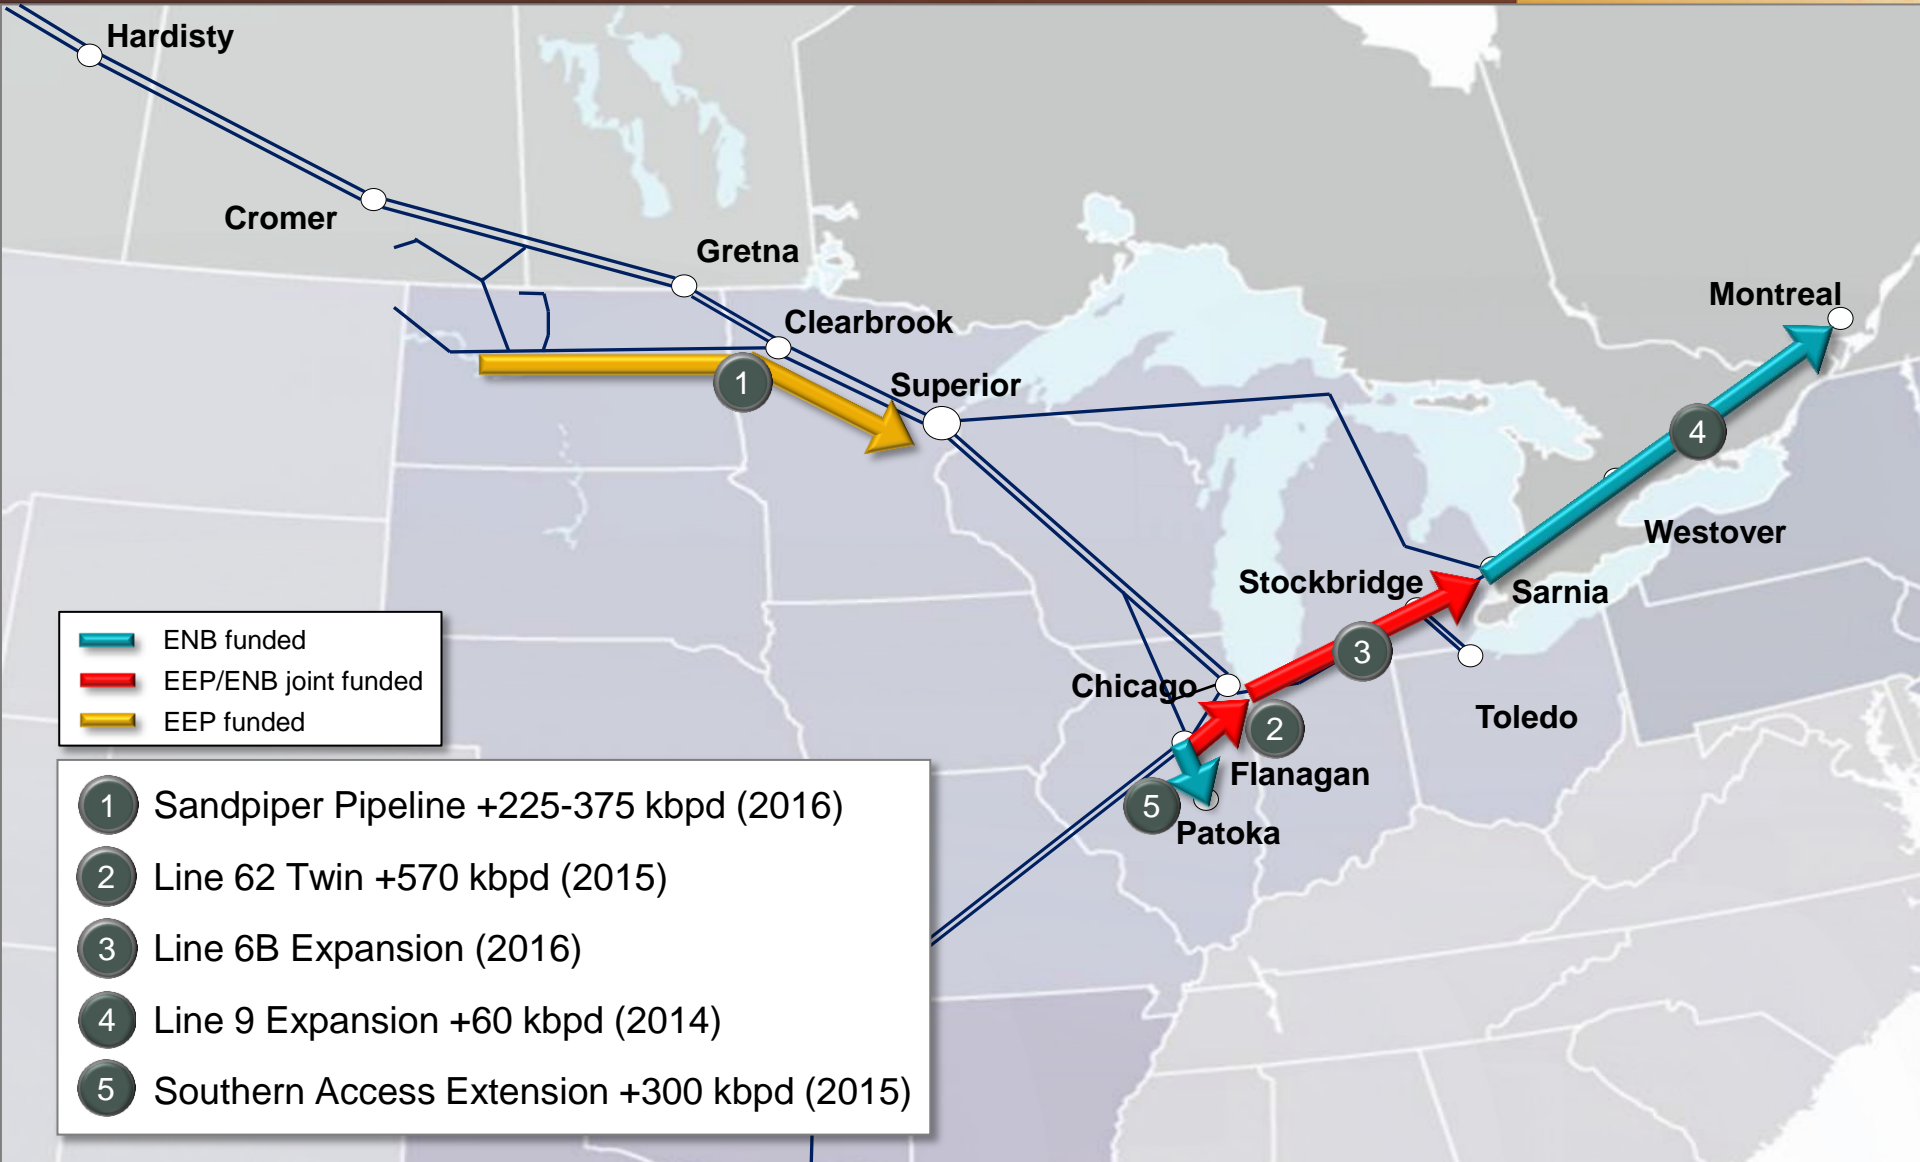 Hardisty
Cromer
Gretna
Clearbrook
Superior
Montreal
Westover
Stockbridge
Sarnia
Chicago
Toledo
Flanagan
Patoka
1
4
3
2
5
ENB funded
EEP/ENB joint funded
EEP funded
1 Sandpiper Pipeline +225-375 kbpd (2016)
2 Line 62 Twin +570 kbpd (2015)
3 Line 6B Expansion (2016)
4 Line 9 Expansion +60 kbpd (2014)
5 Southern Access Extension +300 kbpd (2015)